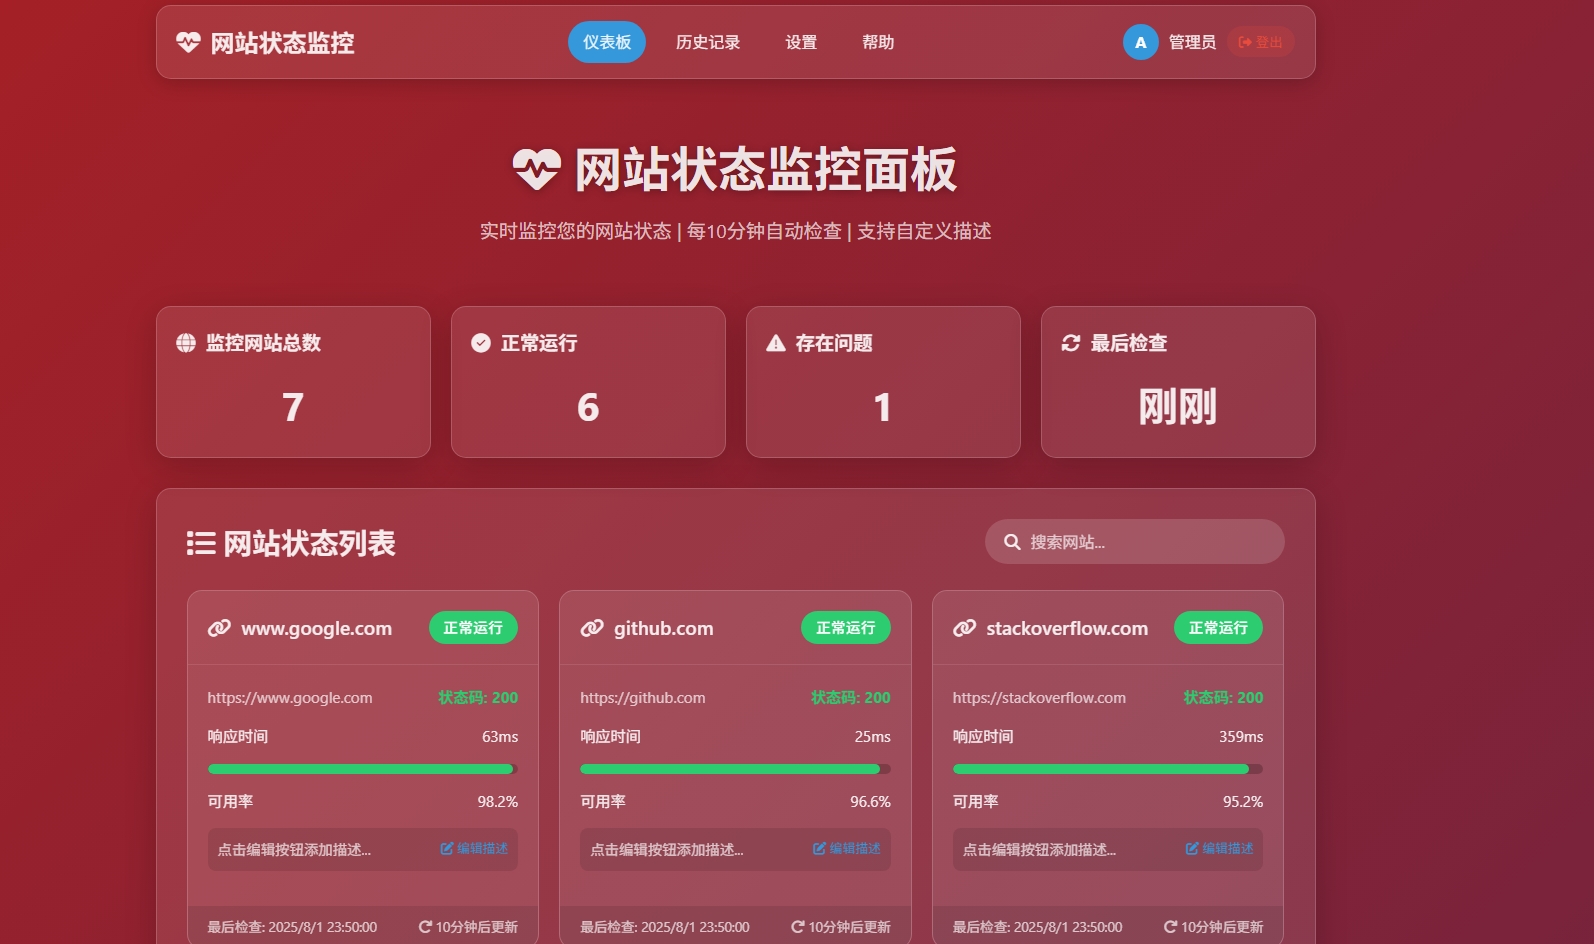 网站状态监控
仪表板 历史记录 设置 帮助
A 管理员 登出
网站状态监控面板
实时监控您的网站状态 | 每10分钟自动检查 | 支持自定义描述
监控网站总数
7
正常运行
6
存在问题
1
最后检查
刚刚
网站状态列表
搜索网站...
www.google.com 正常运行
https://www.google.com 状态码: 200
响应时间 63ms
可用率 98.2%
点击编辑按钮添加描述... 编辑描述
最后检查: 2025/8/1 23:50:00 10分钟后更新
github.com 正常运行
https://github.com 状态码: 200
响应时间 25ms
可用率 96.6%
点击编辑按钮添加描述... 编辑描述
最后检查: 2025/8/1 23:50:00 10分钟后更新
stackoverflow.com 正常运行
https://stackoverflow.com 状态码: 200
响应时间 359ms
可用率 95.2%
点击编辑按钮添加描述... 编辑描述
最后检查: 2025/8/1 23:50:00 10分钟后更新